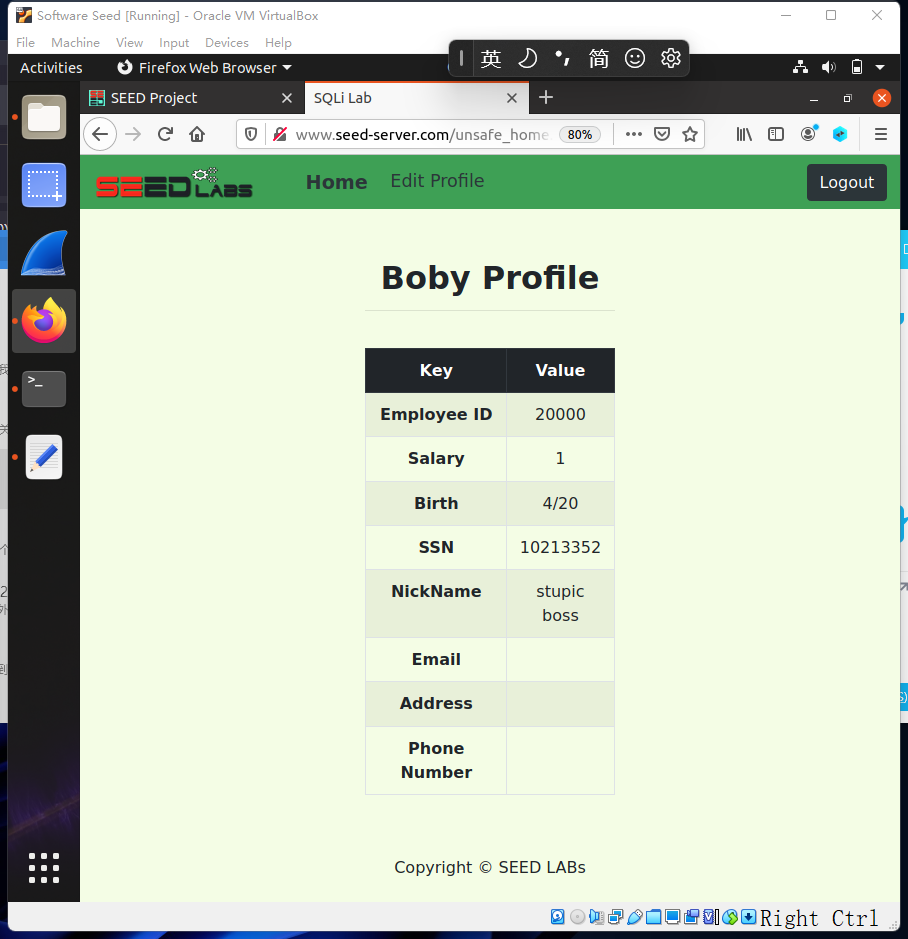 Software Seed [Running] - Oracle VM VirtualBox
File Machine View Input Devices Help
英 简
Activities Firefox Web Browser
SEED Project SQLi Lab
www.seed-server.com/unsafe_home 80%
SEEDLABS Home Edit Profile Logout
Boby Profile
Key Value
Employee ID 20000
Salary 1
Birth 4/20
SSN 10213352
NickName stupic
boss
Email
Address
Phone
Number
Copyright © SEED LABs
Right Ctrl